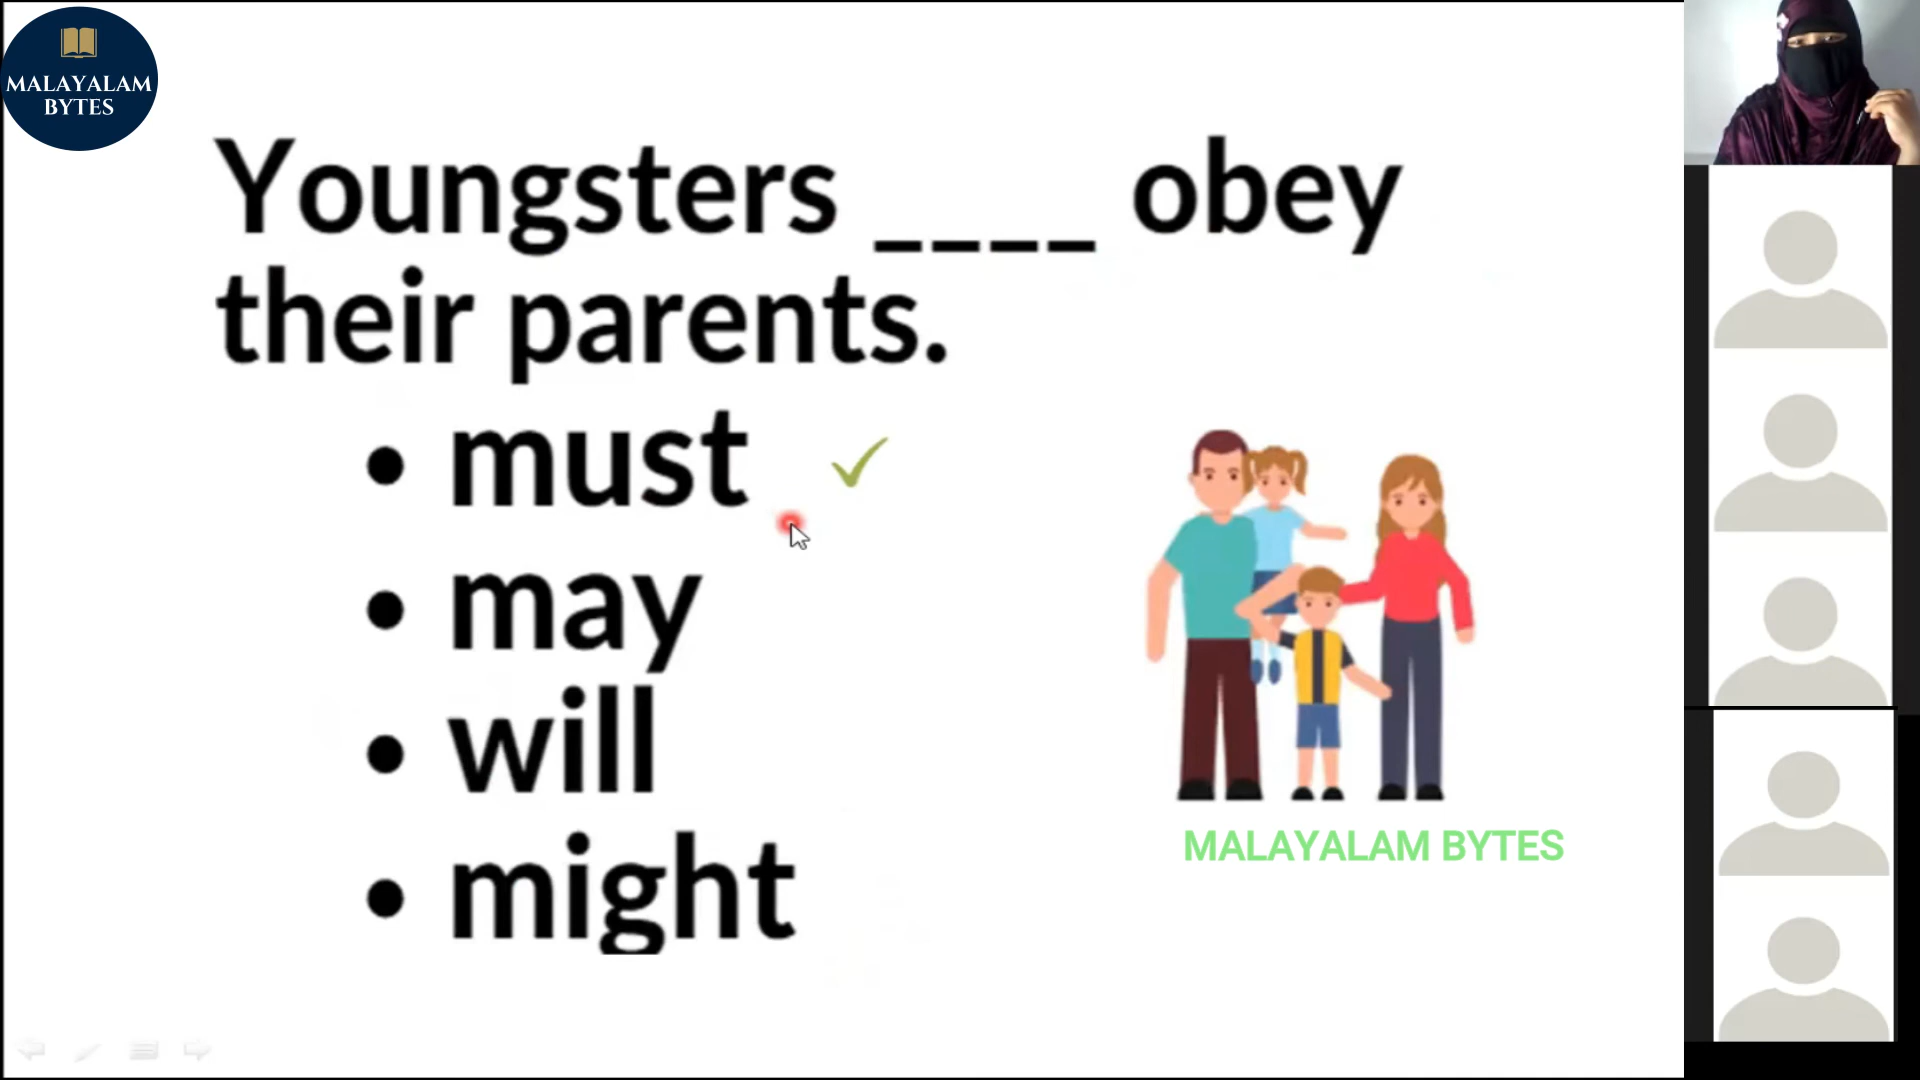 MALAYALAM
BYTES
Youngsters ____ obey
their parents.
• must ✓
• may
• will
• might
MALAYALAM BYTES